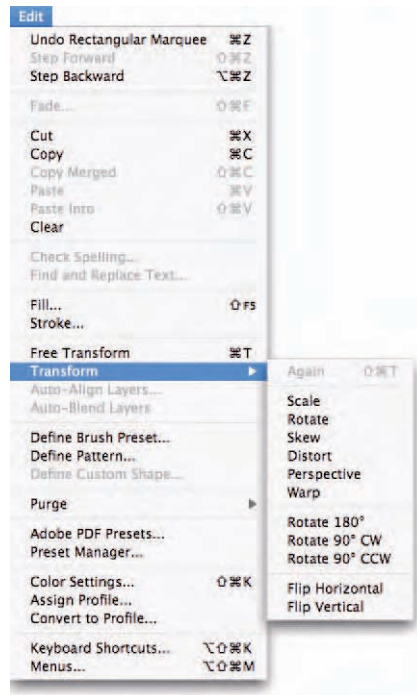 Edit
Undo Rectangular Marquee ⌘Z
Step Forward ⇧⌘Z
Step Backward ⌥⌘Z
Fade... ⇧⌘F
Cut ⌘X
Copy ⌘C
Copy Merged ⇧⌘C
Paste ⌘V
Paste Into ⇧⌘V
Clear
Check Spelling...
Find and Replace Text...
Fill... ⇧F5
Stroke...
Free Transform ⌘T
Transform ▶
Auto-Align Layers...
Auto-Blend Layers
Define Brush Preset...
Define Pattern...
Define Custom Shape...
Purge ▶
Adobe PDF Presets...
Preset Manager...
Color Settings... ⇧⌘K
Assign Profile...
Convert to Profile...
Keyboard Shortcuts... ⌥⇧⌘K
Menus... ⌥⇧⌘M
Again ⇧⌘T
Scale
Rotate
Skew
Distort
Perspective
Warp
Rotate 180°
Rotate 90° CW
Rotate 90° CCW
Flip Horizontal
Flip Vertical